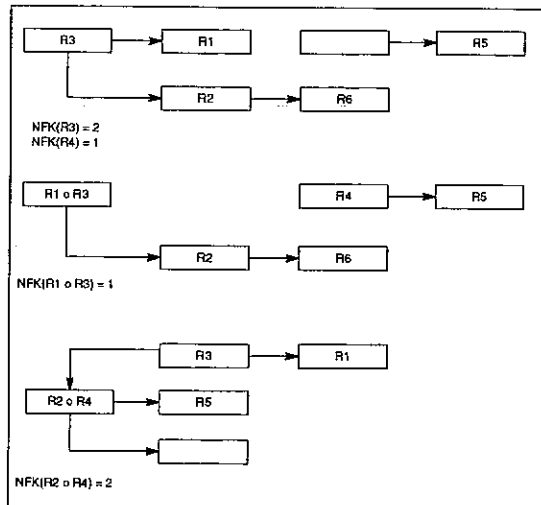 R3 R1 R5
R2 R6
NFK(R3) = 2
NFK(R4) = 1
R1 o R3 R4 R5
R2 R6
NFK(R1 o R3) = 1
R3 R1
R2 o R4 R5
NFK(R2 o R4) = 2